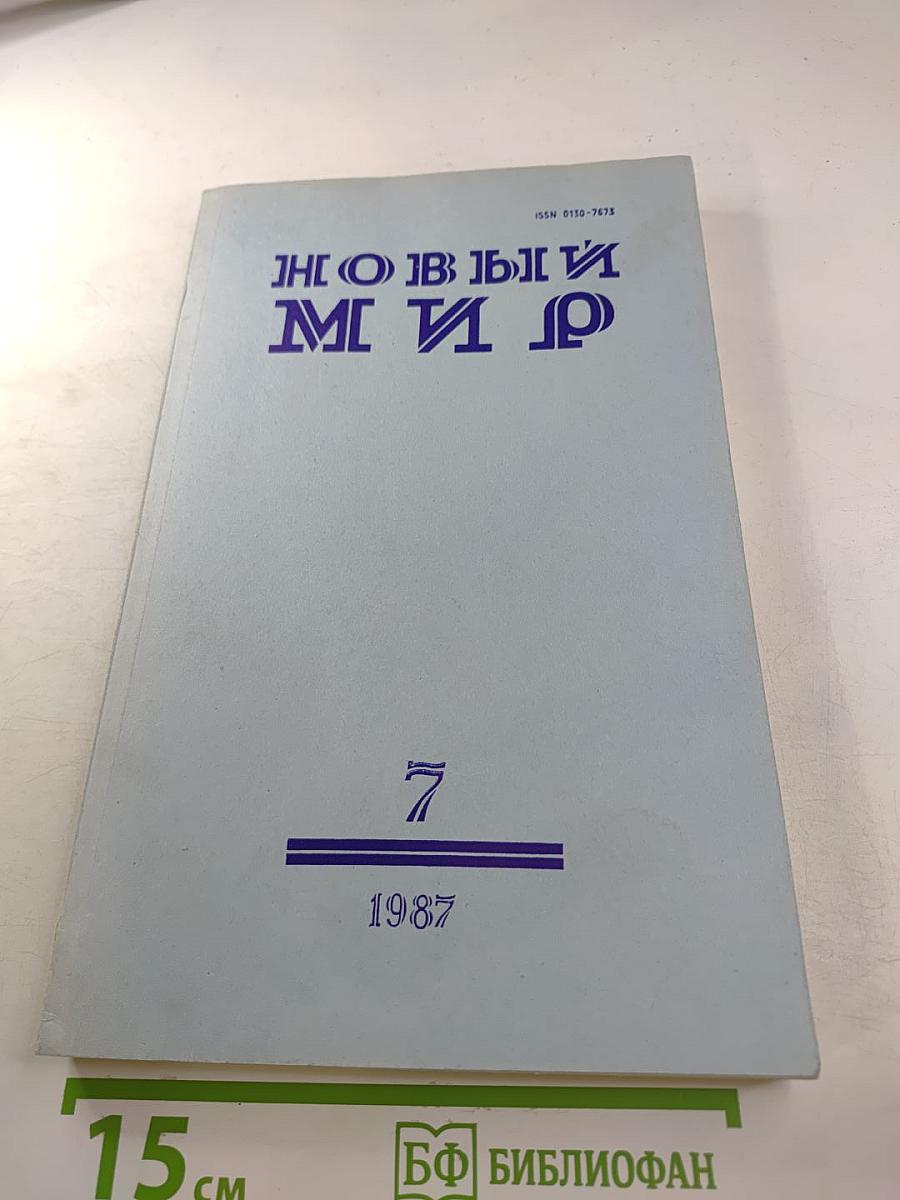 ISSN 0130-7673
НОВЫЙ
МИР
7
1987
15 см
БФ БИБЛИОФАН